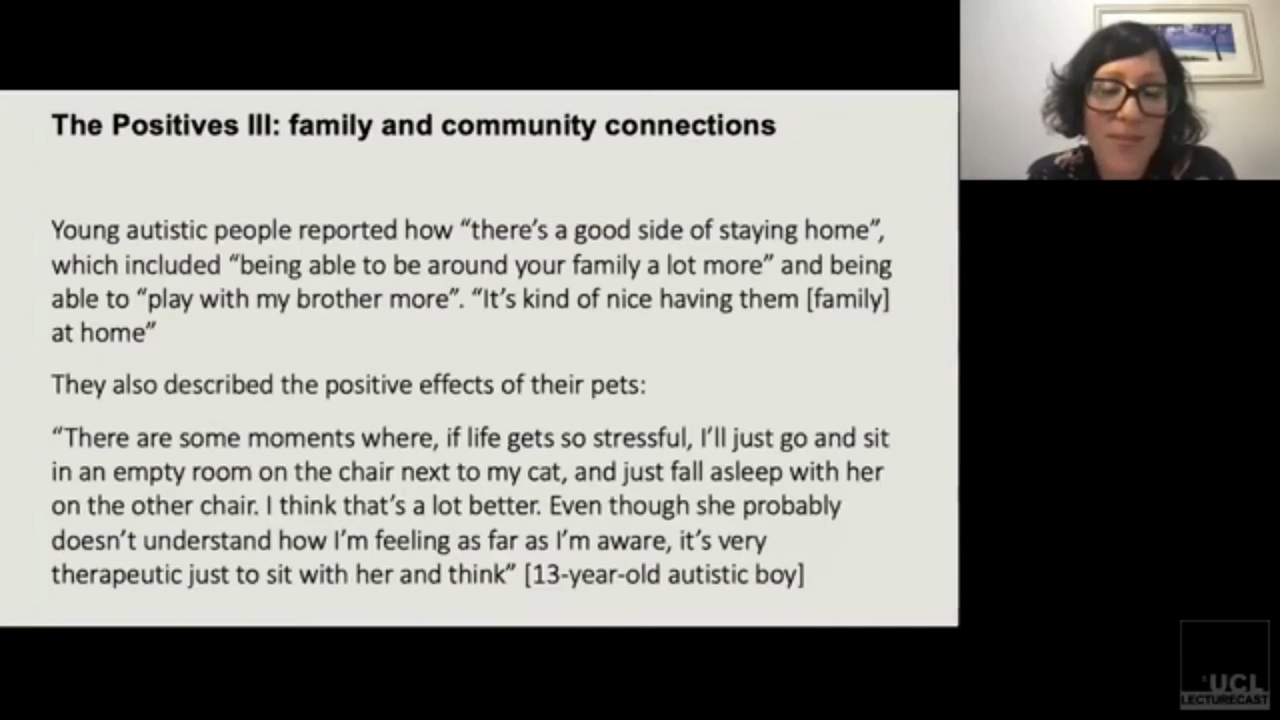 The Positives III: family and community connections
Young autistic people reported how “there’s a good side of staying home”,
which included “being able to be around your family a lot more” and being
able to “play with my brother more”. “It’s kind of nice having them [family]
at home”
They also described the positive effects of their pets:
“There are some moments where, if life gets so stressful, I’ll just go and sit
in an empty room on the chair next to my cat, and just fall asleep with her
on the other chair. I think that’s a lot better. Even though she probably
doesn’t understand how I’m feeling as far as I’m aware, it’s very
therapeutic just to sit with her and think” [13-year-old autistic boy]
UCL
LECTURECAST